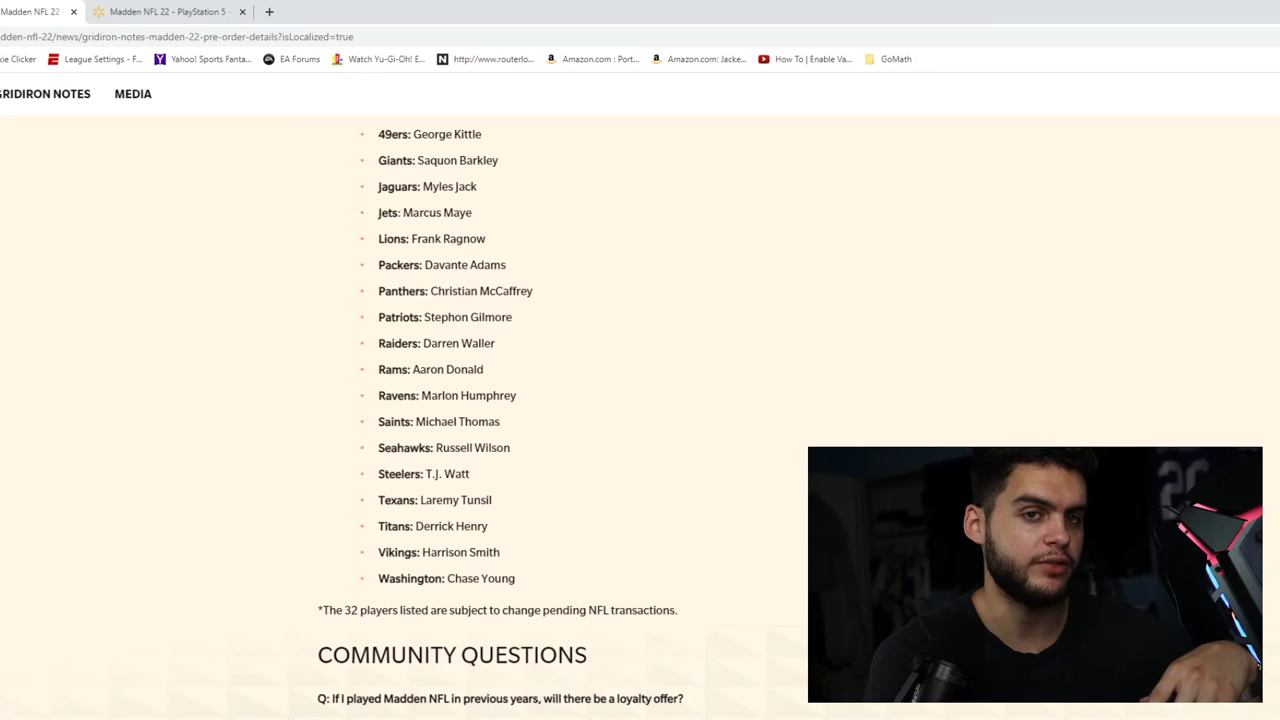 Madden NFL 22
Madden NFL 22 - PlayStation 5 -
dden-nfl-22/news/gridiron-notes-madden-22-pre-order-details?isLocalized=true
kie Clicker League Settings - F... Yahoo! Sports Fanta... EA Forums Watch Yu-Gi-Oh! E... http://www.routerlo... Amazon.com : Port... Amazon.com: Jacke... How To | Enable Va... GoMath
GRIDIRON NOTES MEDIA
49ers: George Kittle
Giants: Saquon Barkley
Jaguars: Myles Jack
Jets: Marcus Maye
Lions: Frank Ragnow
Packers: Davante Adams
Panthers: Christian McCaffrey
Patriots: Stephon Gilmore
Raiders: Darren Waller
Rams: Aaron Donald
Ravens: Marlon Humphrey
Saints: Michael Thomas
Seahawks: Russell Wilson
Steelers: T.J. Watt
Texans: Laremy Tunsil
Titans: Derrick Henry
Vikings: Harrison Smith
Washington: Chase Young
*The 32 players listed are subject to change pending NFL transactions.
COMMUNITY QUESTIONS
Q: If I played Madden NFL in previous years, will there be a loyalty offer?